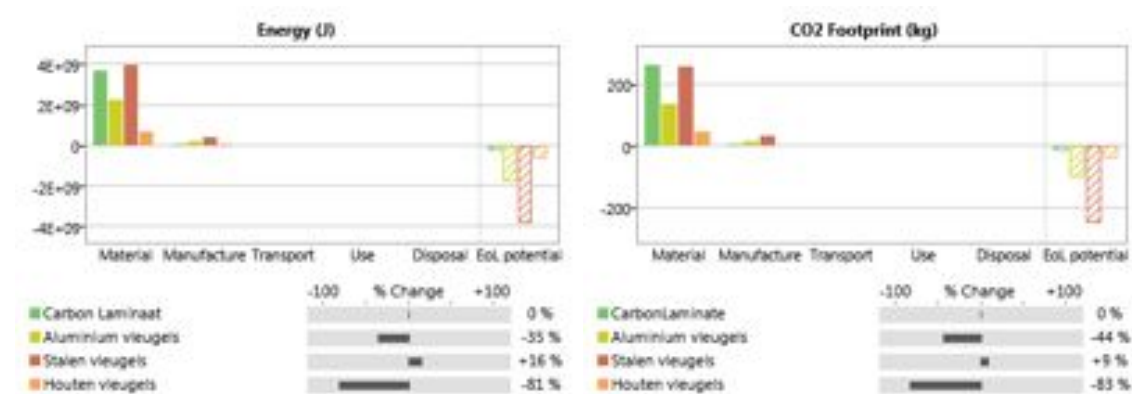 Energy (J)
4E+09
2E+09
0
-2E+09
-4E+09
Material Manufacture Transport Use Disposal EoL potential
-100 % Change +100
Carbon Laminaat 0 %
Aluminium vleugels -35 %
Stalen vleugels +16 %
Houten vleugels -81 %
CO2 Footprint (kg)
200
0
-200
Material Manufacture Transport Use Disposal EoL potential
-100 % Change +100
CarbonLaminate 0 %
Aluminium vleugels -44 %
Stalen vleugels +9 %
Houten vleugels -83 %